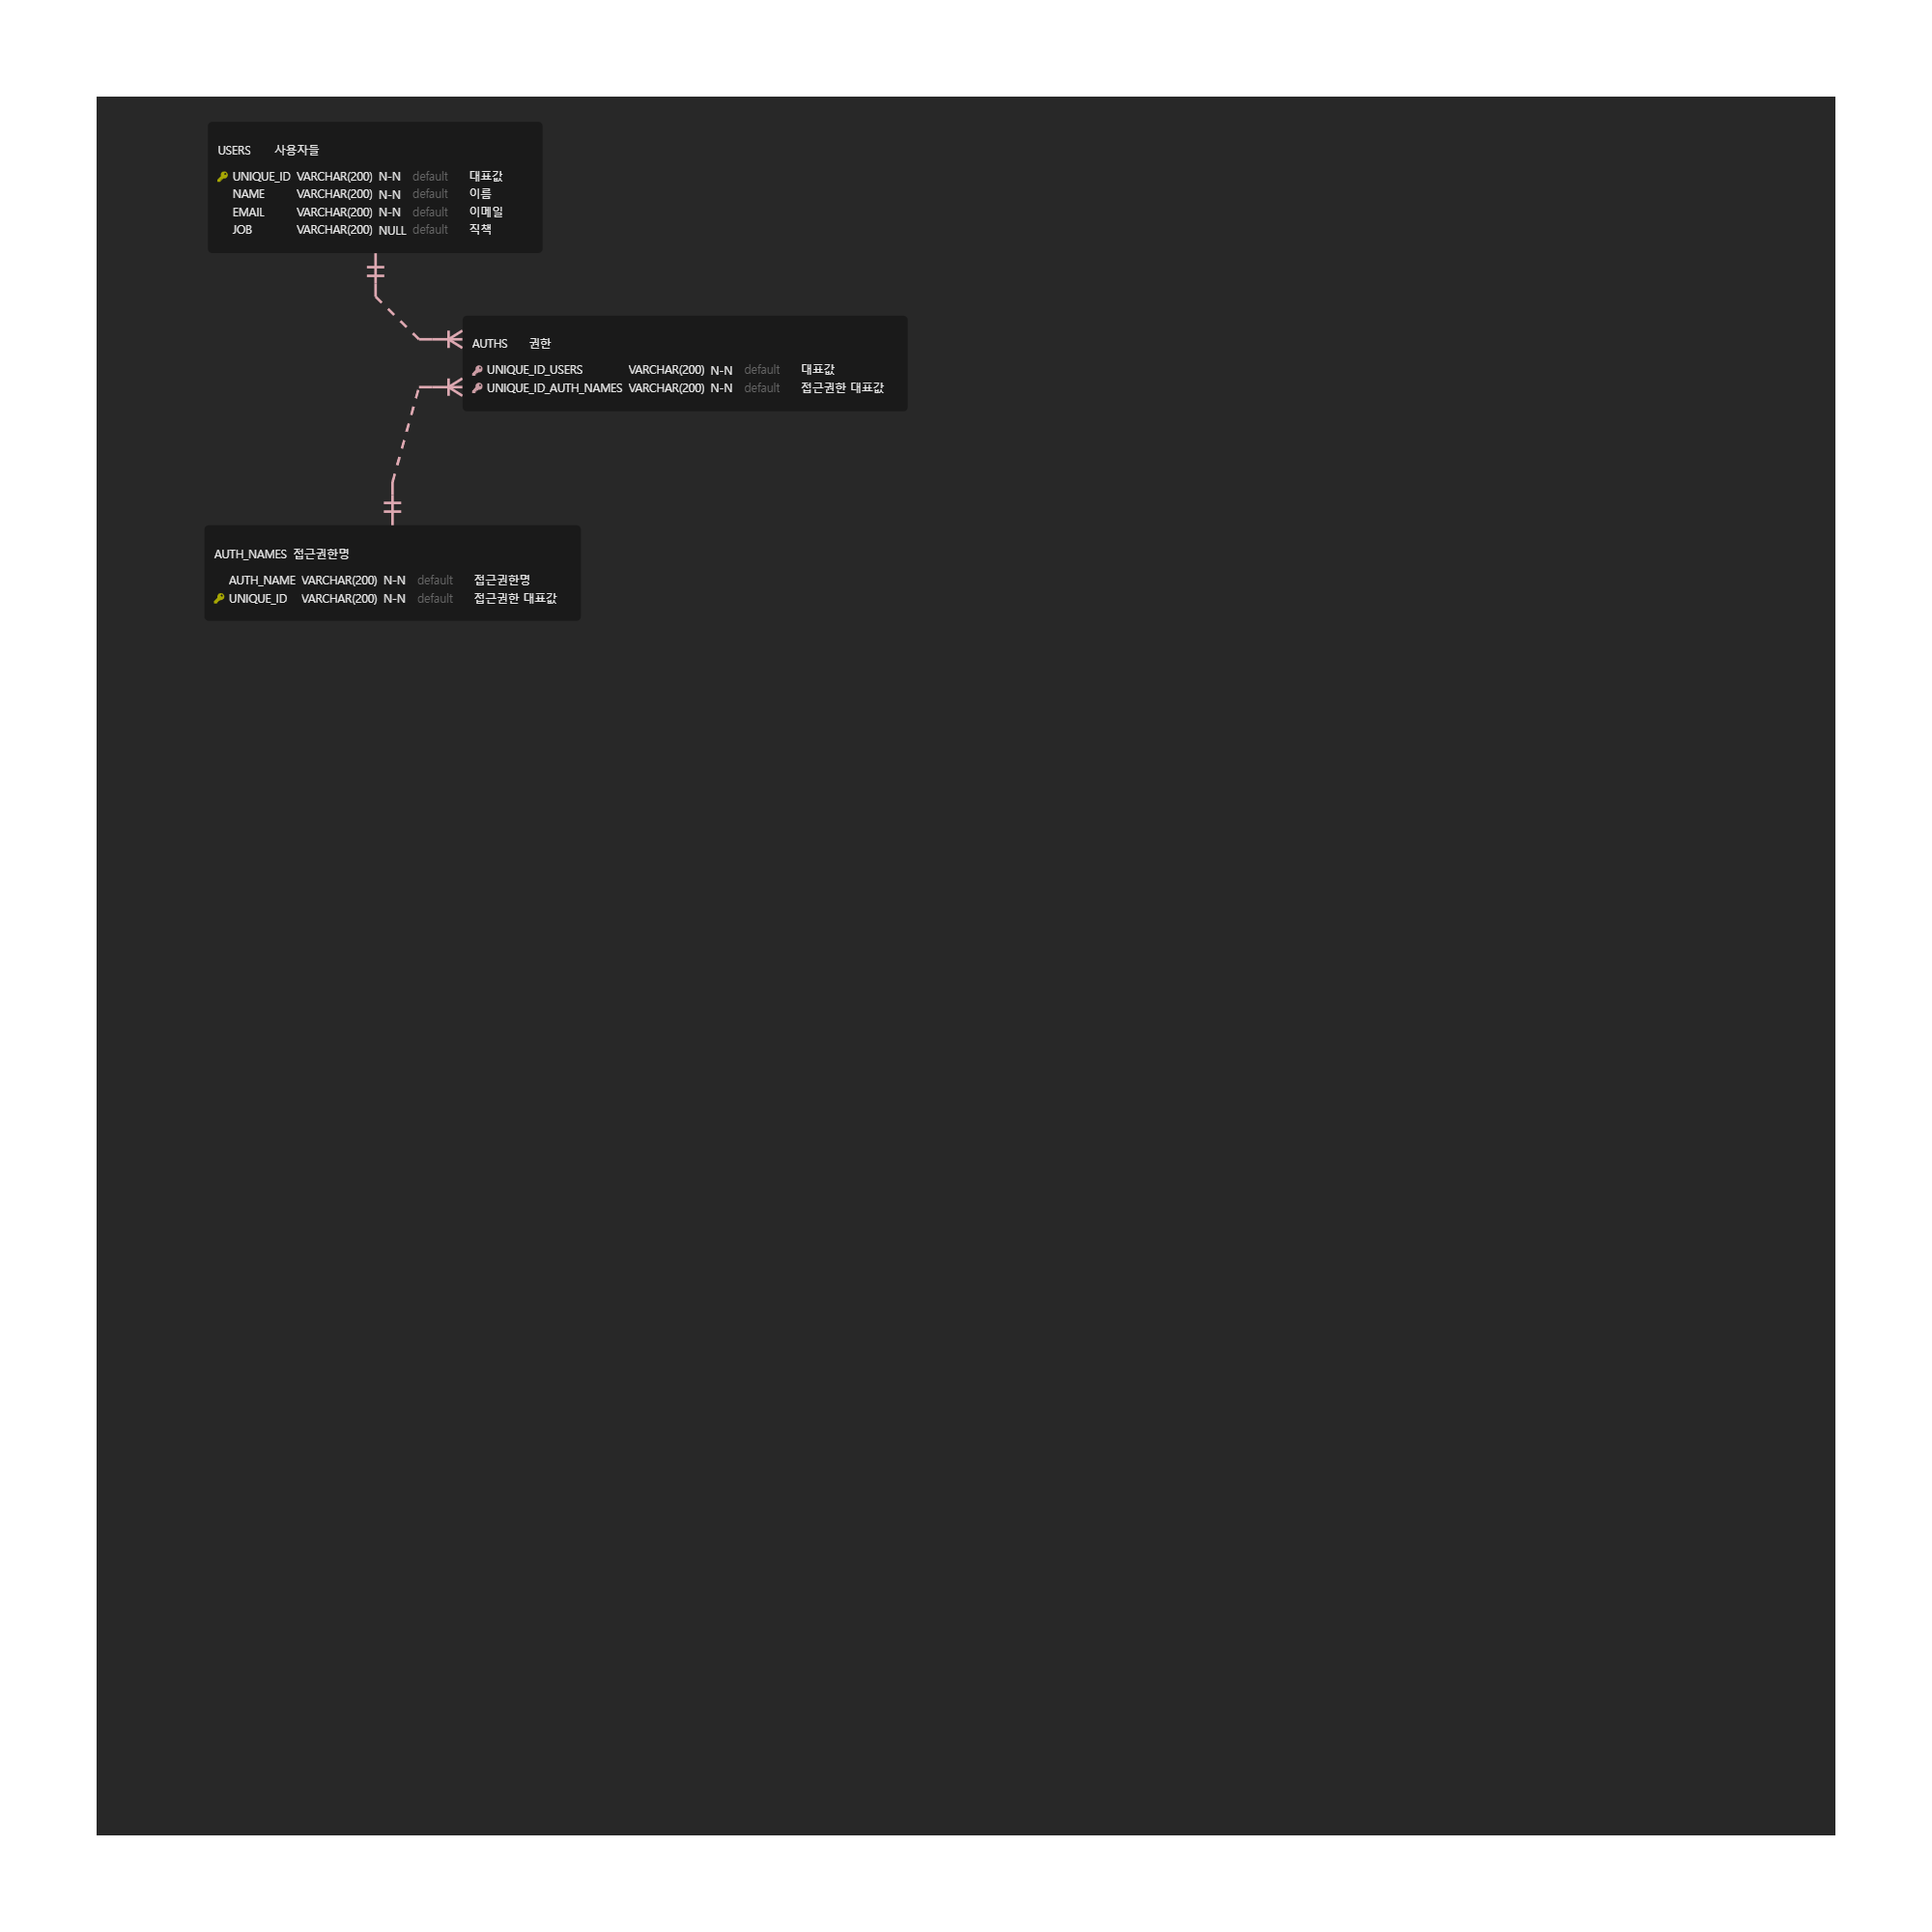 USERS 사용자들
UNIQUE_ID VARCHAR(200) N-N default 대표값
NAME VARCHAR(200) N-N default 이름
EMAIL VARCHAR(200) N-N default 이메일
JOB VARCHAR(200) NULL default 직책
AUTHS 권한
UNIQUE_ID_USERS VARCHAR(200) N-N default 대표값
UNIQUE_ID_AUTH_NAMES VARCHAR(200) N-N default 접근권한 대표값
AUTH_NAMES 접근권한명
AUTH_NAME VARCHAR(200) N-N default 접근권한명
UNIQUE_ID VARCHAR(200) N-N default 접근권한 대표값